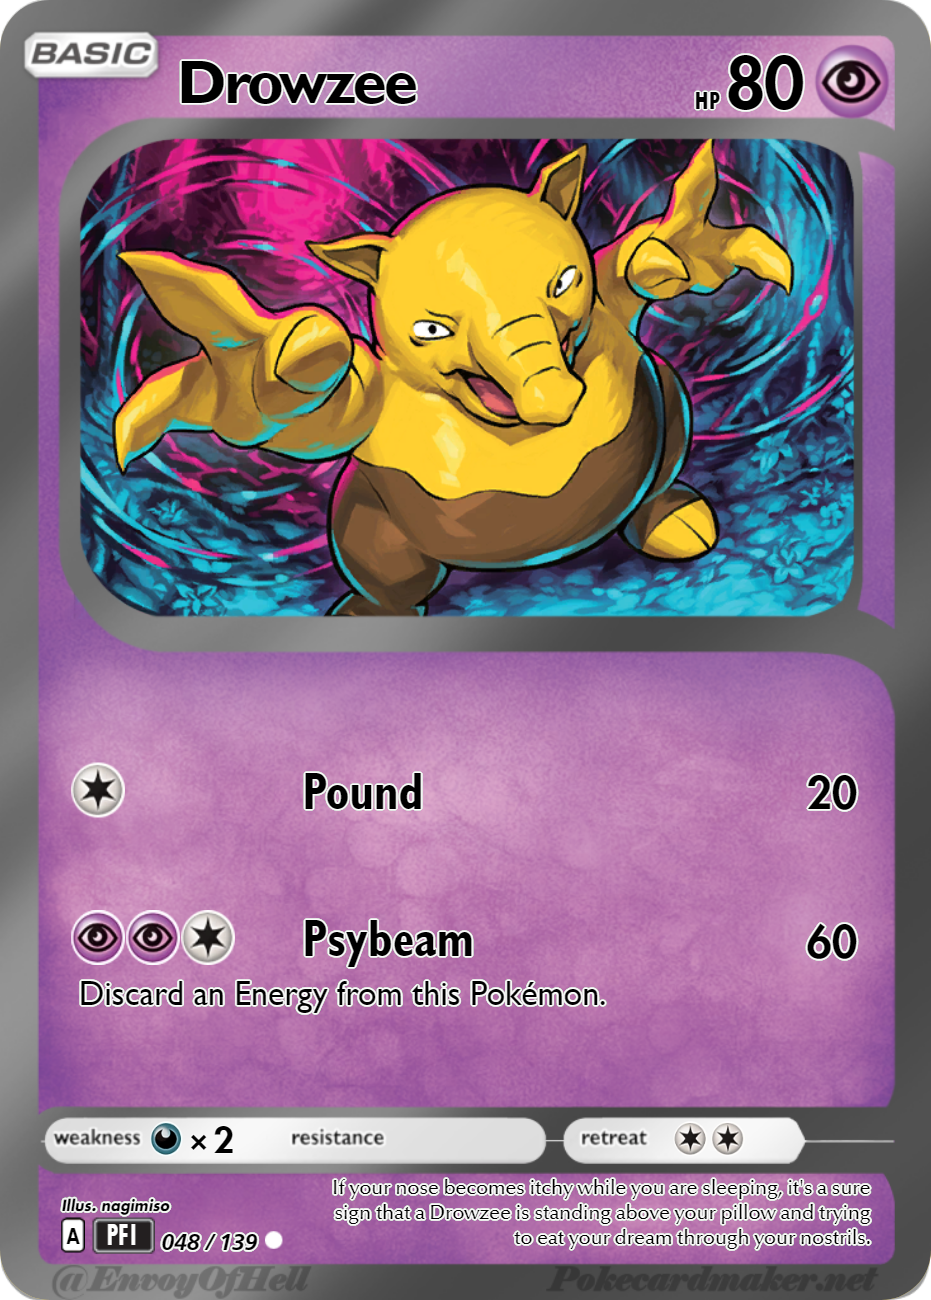 BASIC
Drowzee
HP 80
Pound 20
Psybeam 60
Discard an Energy from this Pokémon.
weakness ×2 resistance retreat
Illus. nagimiso
If your nose becomes itchy while you are sleeping, it's a sure
sign that a Drowzee is standing above your pillow and trying
to eat your dream through your nostrils.
A PFI 048 / 139
@EnvoyOfHell
Pokecardmaker.net